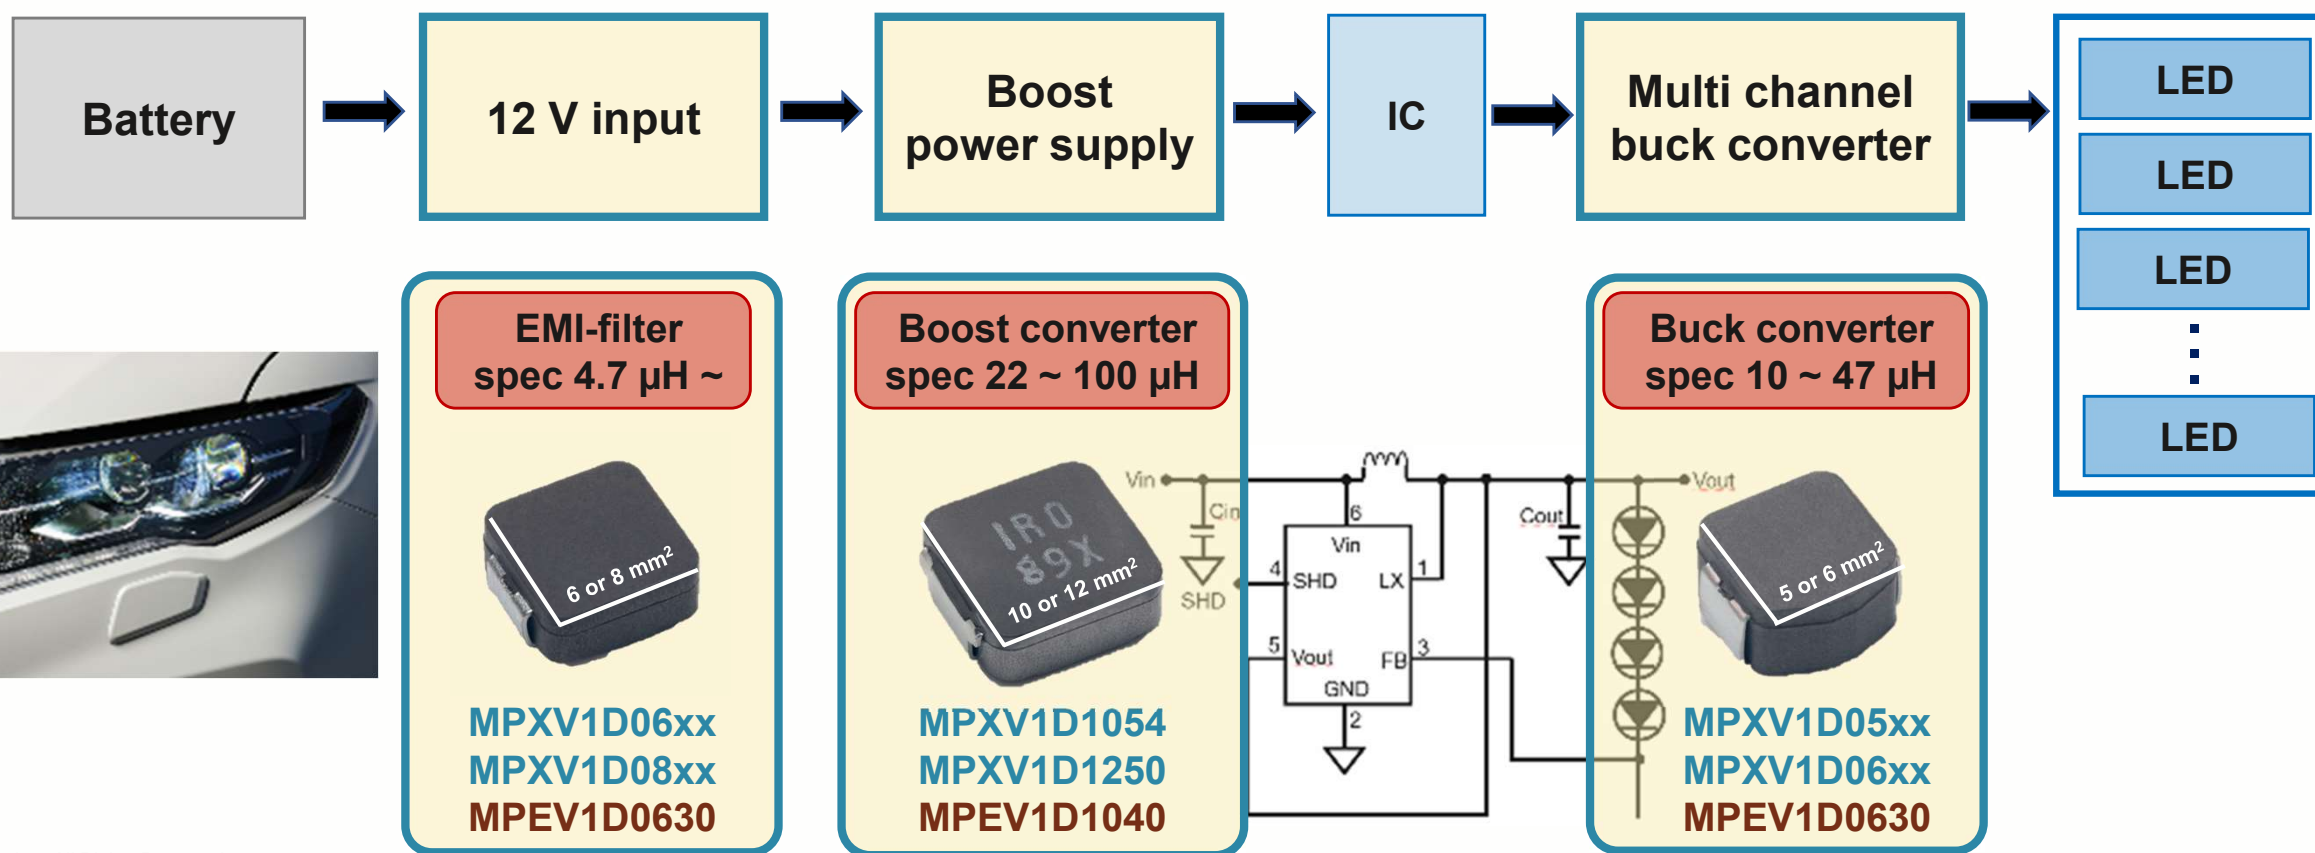 Battery
12 V input
Boost
power supply
IC
Multi channel
buck converter
LED
LED
LED
LED
EMI-filter
spec 4.7 µH ~
6 or 8 mm²
MPXV1D06xx
MPXV1D08xx
MPEV1D0630
Boost converter
spec 22 ~ 100 µH
1R0
89X
10 or 12 mm²
MPXV1D1054
MPXV1D1250
MPEV1D1040
Vin
Cin
SHD
6
Vin
4
SHD
LX
1
5
Vout
FB
3
GND
2
Cout
Vout
Buck converter
spec 10 ~ 47 µH
5 or 6 mm²
MPXV1D05xx
MPXV1D06xx
MPEV1D0630